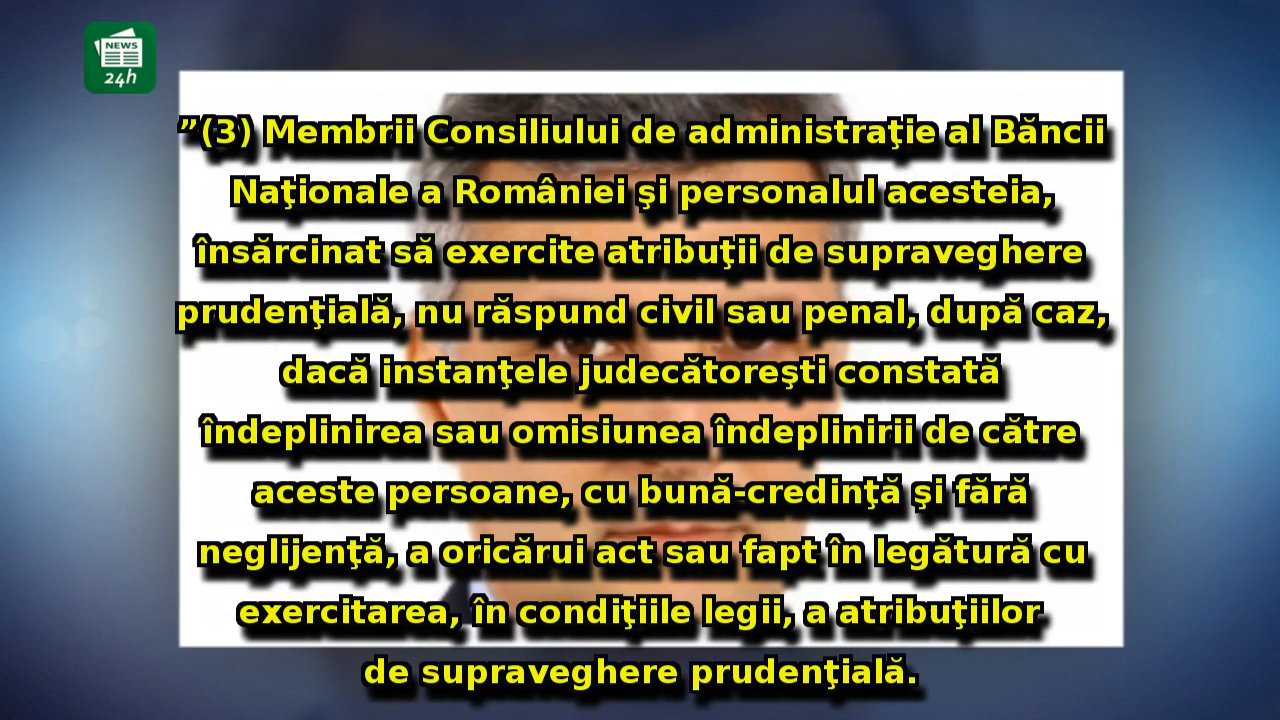 NEWS
24h
”(3) Membrii Consiliului de administraţie al Băncii
Naţionale a României şi personalul acesteia,
însărcinat să exercite atribuţii de supraveghere
prudenţială, nu răspund civil sau penal, după caz,
dacă instanţele judecătoreşti constată
îndeplinirea sau omisiunea îndeplinirii de către
aceste persoane, cu bună-credinţă şi fără
neglijenţă, a oricărui act sau fapt în legătură cu
exercitarea, în condiţiile legii, a atribuţiilor
de supraveghere prudenţială.